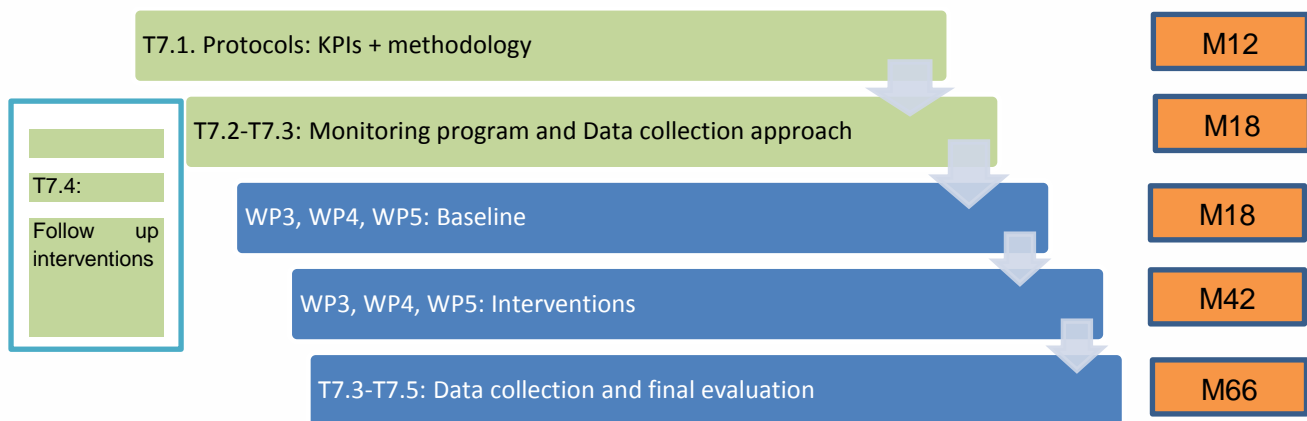 T7.1. Protocols: KPIs + methodology
M12
T7.2-T7.3: Monitoring program and Data collection approach
M18
T7.4:
Follow up
interventions
WP3, WP4, WP5: Baseline
M18
WP3, WP4, WP5: Interventions
M42
T7.3-T7.5: Data collection and final evaluation
M66